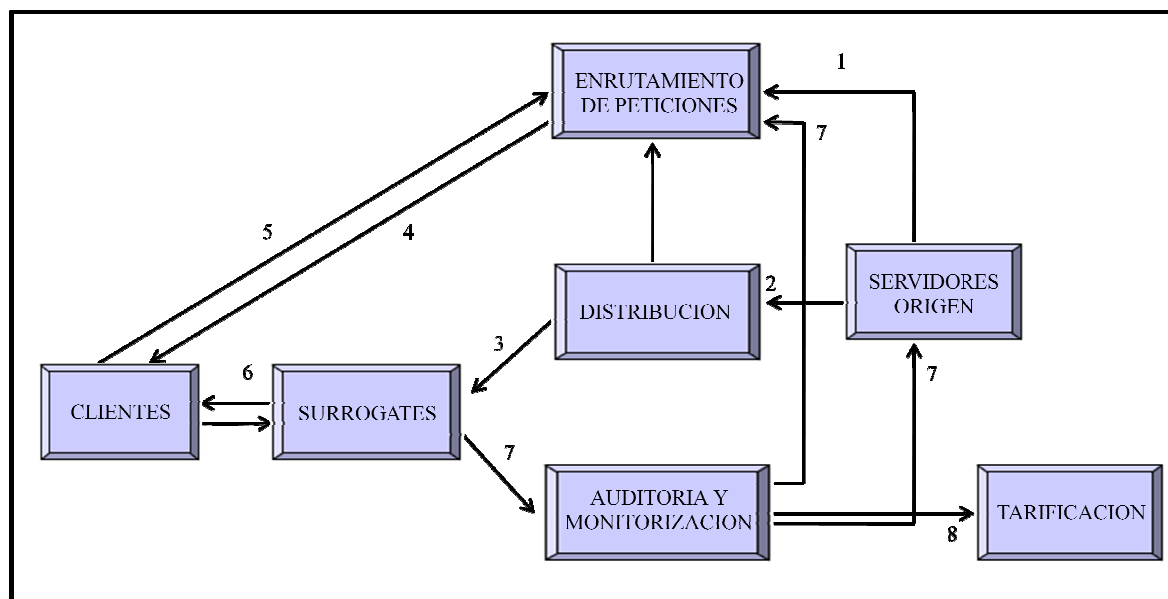 ENRUTAMIENTO
DE PETICIONES
1
7
5
4
SERVIDORES
ORIGEN
2
DISTRIBUCIÓN
3
7
6
CLIENTES
SURROGATES
7
AUDITORIA Y
MONITORIZACION
TARIFICACION
8